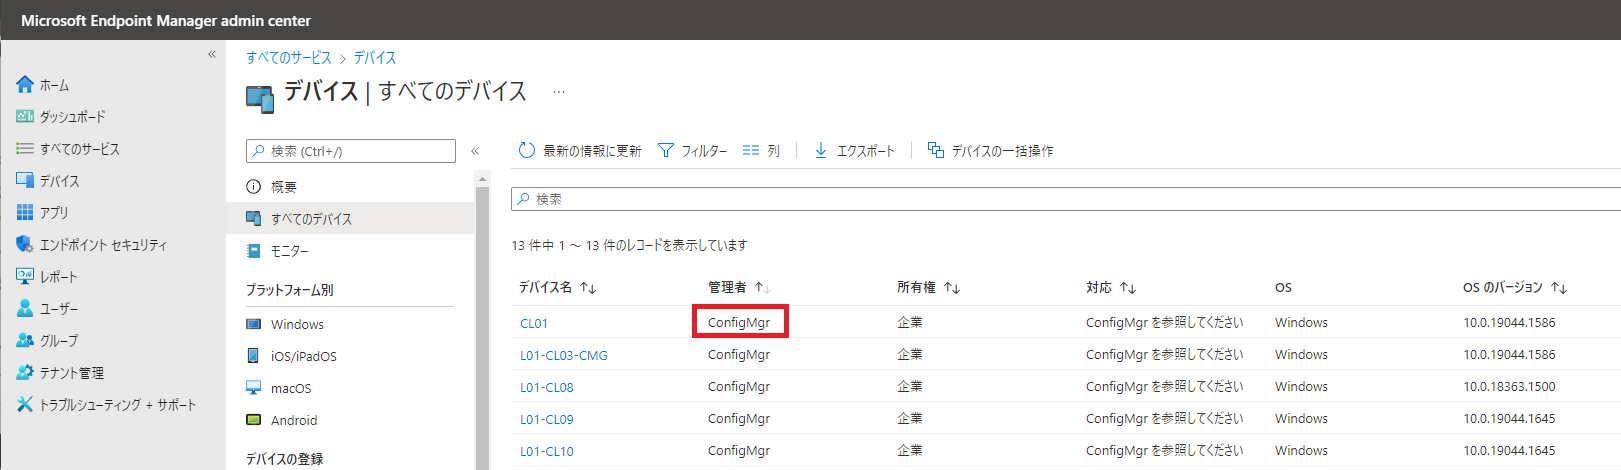 Microsoft Endpoint Manager admin center
ホーム
ダッシュボード
すべてのサービス
デバイス
アプリ
エンドポイント セキュリティ
レポート
ユーザー
グループ
テナント管理
トラブルシューティング + サポート
すべてのサービス > デバイス
デバイス | すべてのデバイス ...
検索 (Ctrl+/)
概要
すべてのデバイス
モニター
プラットフォーム別
Windows
iOS/iPadOS
macOS
Android
デバイスの登録
最新の情報に更新 フィルター 列 エクスポート デバイスの一括操作
検索
13 件中 1 ～ 13 件のレコードを表示しています
デバイス名 ↑↓ 管理者 ↑↓ 所有権 ↑↓ 対応 ↑↓ OS OS のバージョン ↑↓
CL01 ConfigMgr 企業 ConfigMgr を参照してください Windows 10.0.19044.1586
L01-CL03-CMG ConfigMgr 企業 ConfigMgr を参照してください Windows 10.0.19044.1586
L01-CL08 ConfigMgr 企業 ConfigMgr を参照してください Windows 10.0.18363.1500
L01-CL09 ConfigMgr 企業 ConfigMgr を参照してください Windows 10.0.19044.1645
L01-CL10 ConfigMgr 企業 ConfigMgr を参照してください Windows 10.0.19044.1645